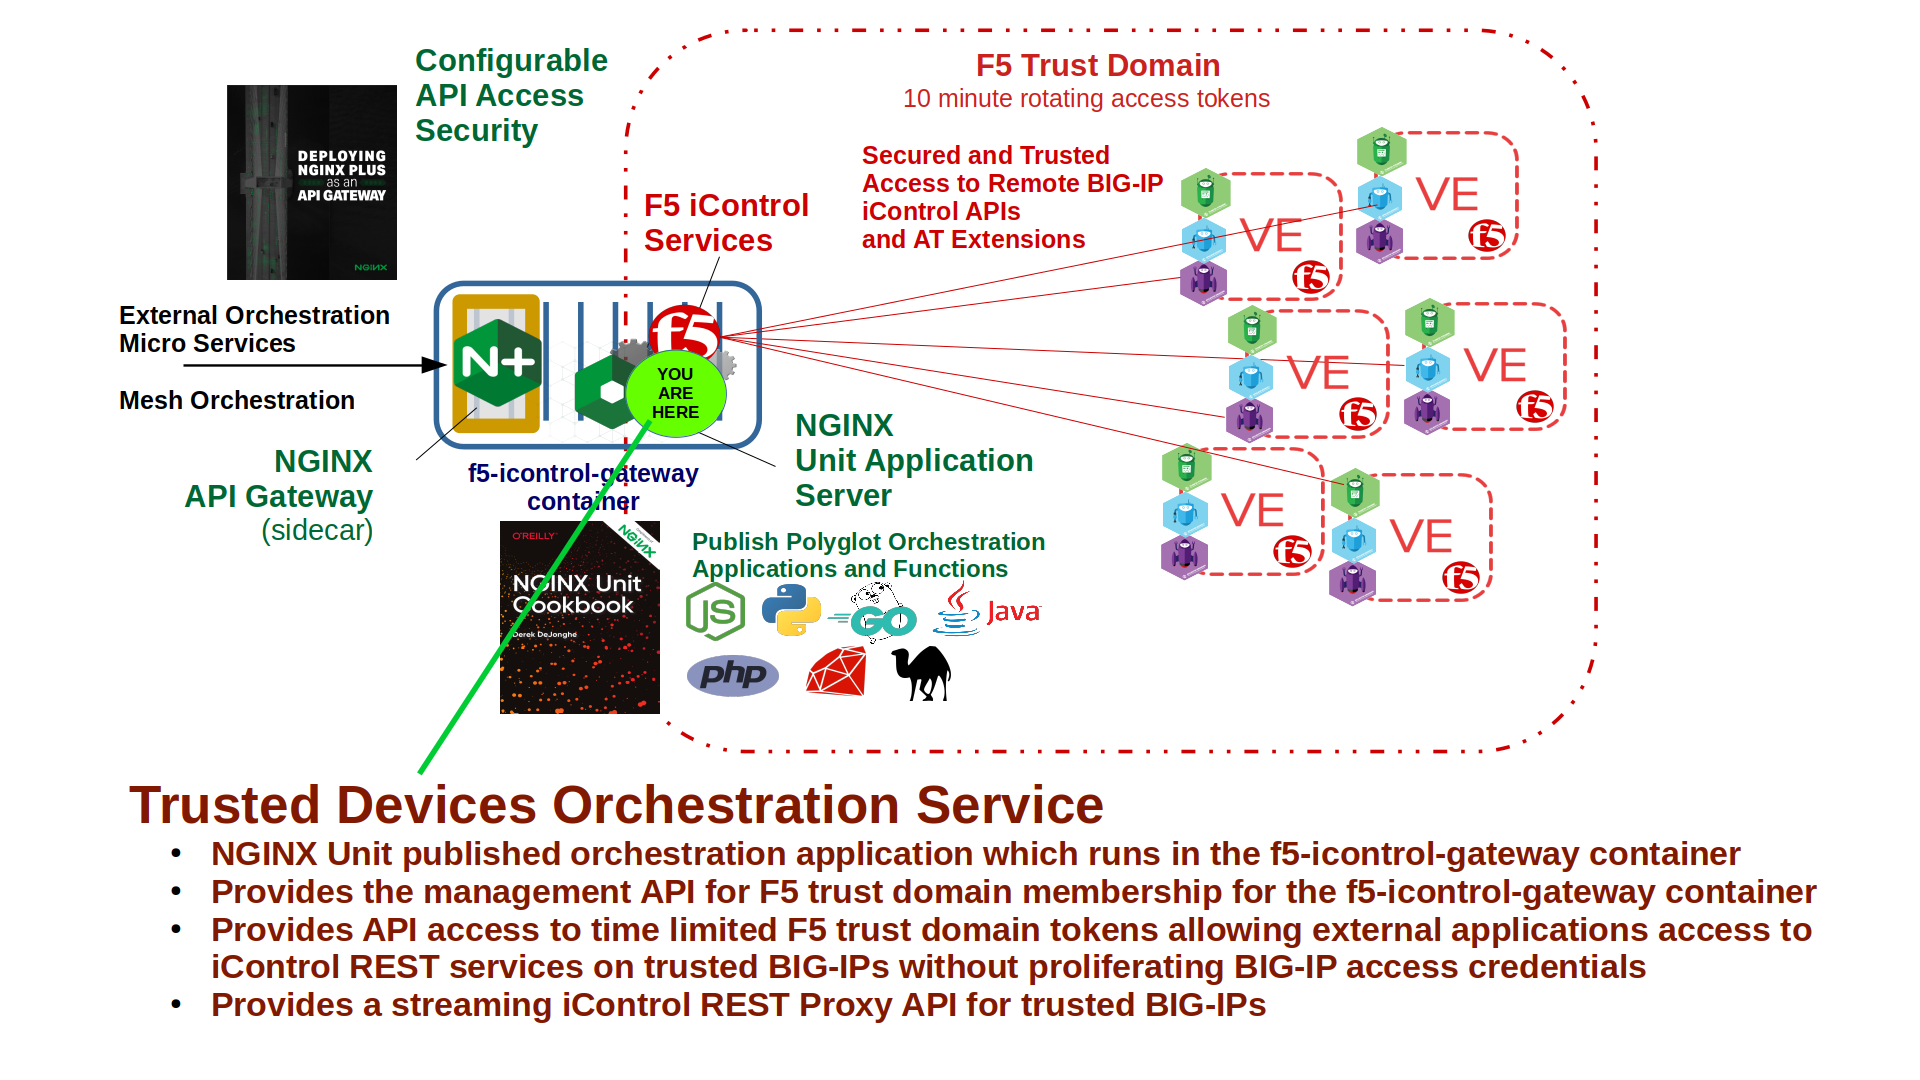 Configurable
API Access
Security
F5 Trust Domain
10 minute rotating access tokens
DEPLOYING
NGINX PLUS
as an
API GATEWAY
NGINX
Secured and Trusted
Access to Remote BIG-IP
iControl APIs
and AT Extensions
F5 iControl
Services
VE
f5
VE
f5
External Orchestration
Micro Services
Mesh Orchestration
N+
f5
YOU
ARE
HERE
VE
f5
VE
f5
NGINX
API Gateway
(sidecar)
f5-icontrol-gateway
container
NGINX
Unit Application
Server
VE
f5
VE
f5
O'REILLY
NGINX
NGINX Unit
Cookbook
Derek DeJonghe
Publish Polyglot Orchestration
Applications and Functions
JS
GO
Java
php
Trusted Devices Orchestration Service
• NGINX Unit published orchestration application which runs in the f5-icontrol-gateway container
• Provides the management API for F5 trust domain membership for the f5-icontrol-gateway container
• Provides API access to time limited F5 trust domain tokens allowing external applications access to
iControl REST services on trusted BIG-IPs without proliferating BIG-IP access credentials
• Provides a streaming iControl REST Proxy API for trusted BIG-IPs